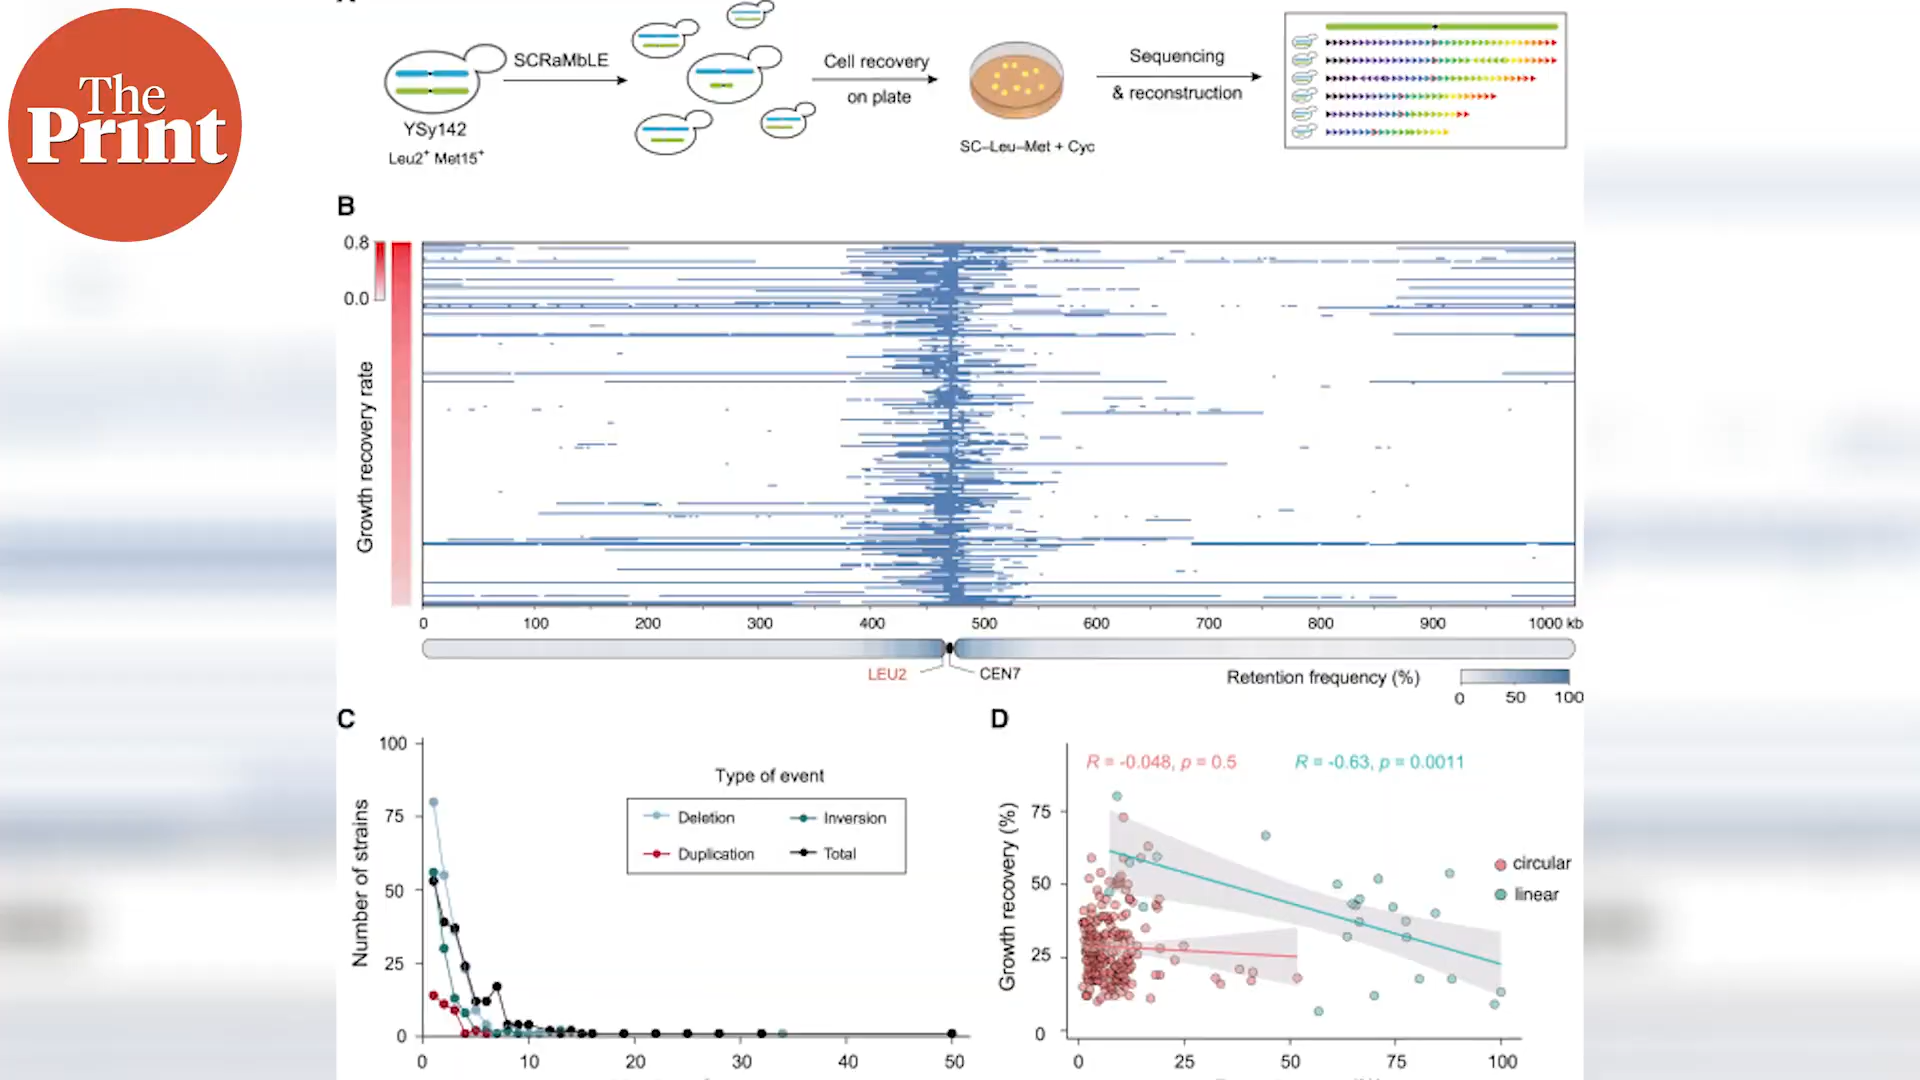 The
Print
SCRaMbLE
Cell recovery
on plate
Sequencing
& reconstruction
YSy142
Leu2+ Met15+
SC–Leu–Met + Cyc
B
0.8
0.0
Growth recovery rate
0 100 200 300 400 500 600 700 800 900 1000 kb
LEU2 CEN7
Retention frequency (%)
0 50 100
C
Number of strains
100
75
50
25
0
0 10 20 30 40 50
Type of event
Deletion Inversion
Duplication Total
D
R = -0.048, p = 0.5 R = -0.63, p = 0.0011
Growth recovery (%)
75
50
25
0
0 25 50 75 100
circular
linear